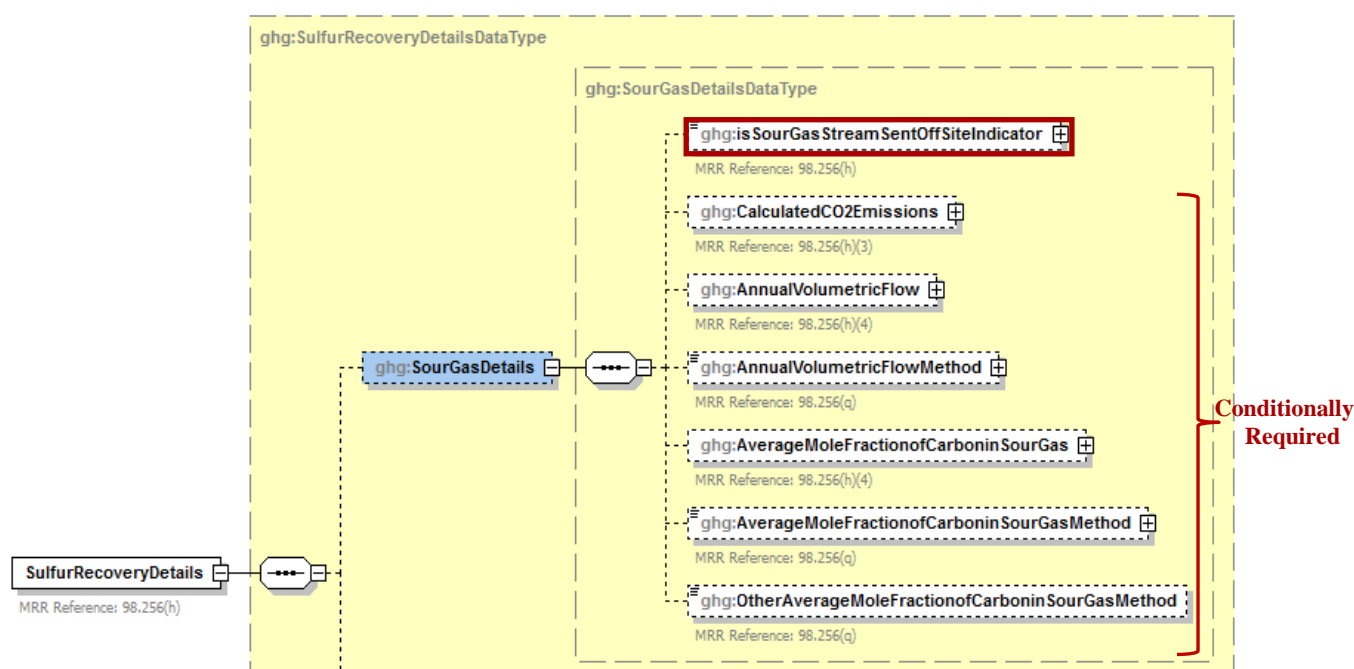 ghg:SulfurRecoveryDetailsDataType
ghg:SourGasDetailsDataType
ghg:isSourGasStreamSentOffSiteIndicator
MRR Reference: 98.256(h)
ghg:CalculatedCO2Emissions
MRR Reference: 98.256(h)(3)
ghg:AnnualVolumetricFlow
MRR Reference: 98.256(h)(4)
ghg:SourGasDetails
ghg:AnnualVolumetricFlowMethod
MRR Reference: 98.256(q)
Conditionally
Required
ghg:AverageMoleFractionofCarboninSourGas
MRR Reference: 98.256(h)(4)
ghg:AverageMoleFractionofCarboninSourGasMethod
MRR Reference: 98.256(q)
SulfurRecoveryDetails
MRR Reference: 98.256(h)
ghg:OtherAverageMoleFractionofCarboninSourGasMethod
MRR Reference: 98.256(q)